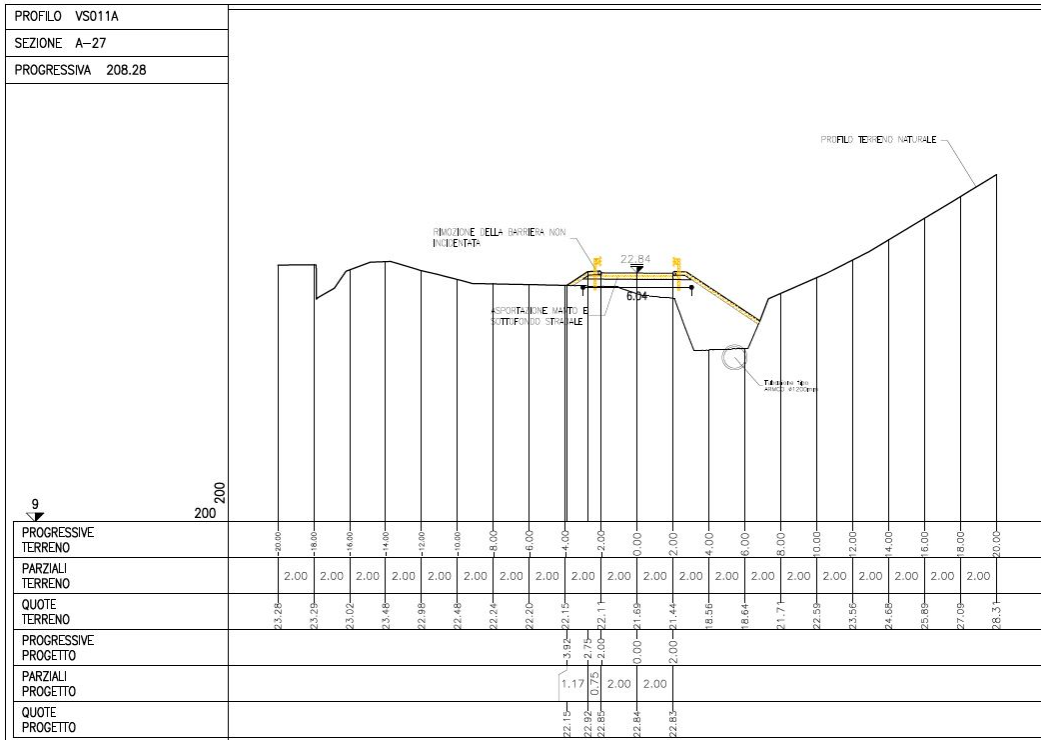 PROFILO VS011A
SEZIONE A-27
PROGRESSIVA 208.28
PROFILO TERRENO NATURALE
RIMOZIONE DELLA BARRIERA NON
INCIDENTATA
22.84
6.04
ASPORTAZIONE MANTO E
SOTTOFONDO STRADALE
Tubazione tipo
ARMCO Ø1200mm
9
200
200
PROGRESSIVE
TERRENO
-20.00 -18.00 -16.00 -14.00 -12.00 -10.00 -8.00 -6.00 -4.00 -2.00 0.00 2.00 4.00 6.00 8.00 10.00 12.00 14.00 16.00 18.00 20.00
PARZIALI
TERRENO
2.00 2.00 2.00 2.00 2.00 2.00 2.00 2.00 2.00 2.00 2.00 2.00 2.00 2.00 2.00 2.00 2.00 2.00 2.00 2.00
QUOTE
TERRENO
23.28 23.29 23.02 23.48 22.98 22.48 22.24 22.20 22.15 22.11 21.69 21.44 18.56 18.64 21.71 22.59 23.56 24.68 25.89 27.09 28.31
PROGRESSIVE
PROGETTO
-3.92 -2.75 -2.00 0.00 2.00
PARZIALI
PROGETTO
1.17 0.75 2.00 2.00
QUOTE
PROGETTO
22.15 22.92 22.85 22.84 22.83